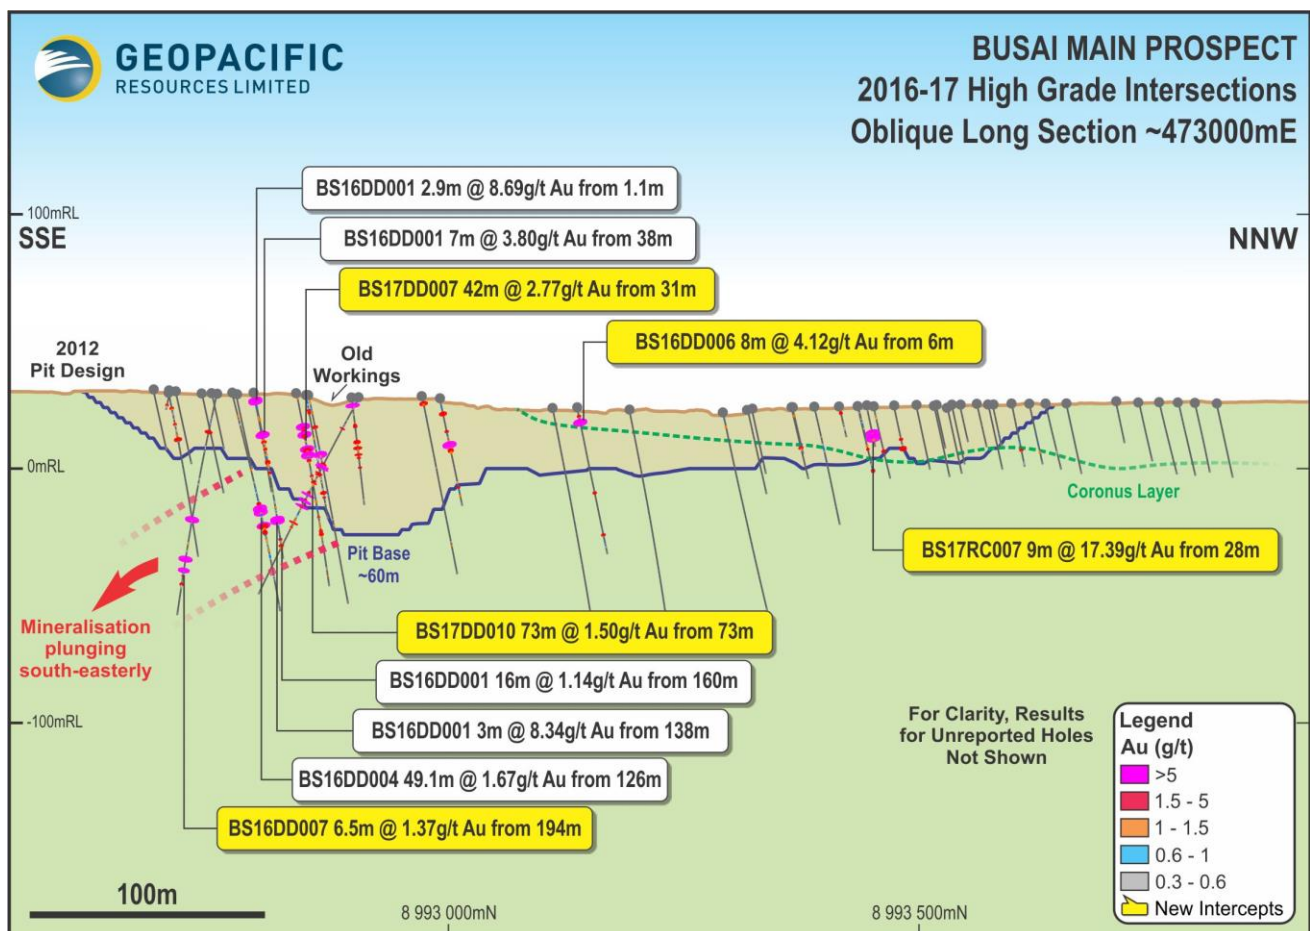 GEOPACIFIC
RESOURCES LIMITED
BUSAI MAIN PROSPECT
2016-17 High Grade Intersections
Oblique Long Section ~473000mE
BS16DD001 2.9m @ 8.69g/t Au from 1.1m
100mRL
SSE
NNW
BS16DD001 7m @ 3.80g/t Au from 38m
BS17DD007 42m @ 2.77g/t Au from 31m
BS16DD006 8m @ 4.12g/t Au from 6m
2012
Pit Design
Old
Workings
0mRL
Coronus Layer
Pit Base
~60m
BS17RC007 9m @ 17.39g/t Au from 28m
Mineralisation
plunging
south-easterly
BS17DD010 73m @ 1.50g/t Au from 73m
BS16DD001 16m @ 1.14g/t Au from 160m
-100mRL
BS16DD001 3m @ 8.34g/t Au from 138m
BS16DD004 49.1m @ 1.67g/t Au from 126m
BS16DD007 6.5m @ 1.37g/t Au from 194m
For Clarity, Results
for Unreported Holes
Not Shown
Legend
Au (g/t)
>5
1.5 - 5
1 - 1.5
0.6 - 1
0.3 - 0.6
New Intercepts
100m
8 993 000mN
8 993 500mN